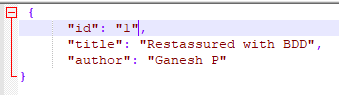 {
"id": "1",
"title": "Restassured with BDD",
"author": "Ganesh P"
}